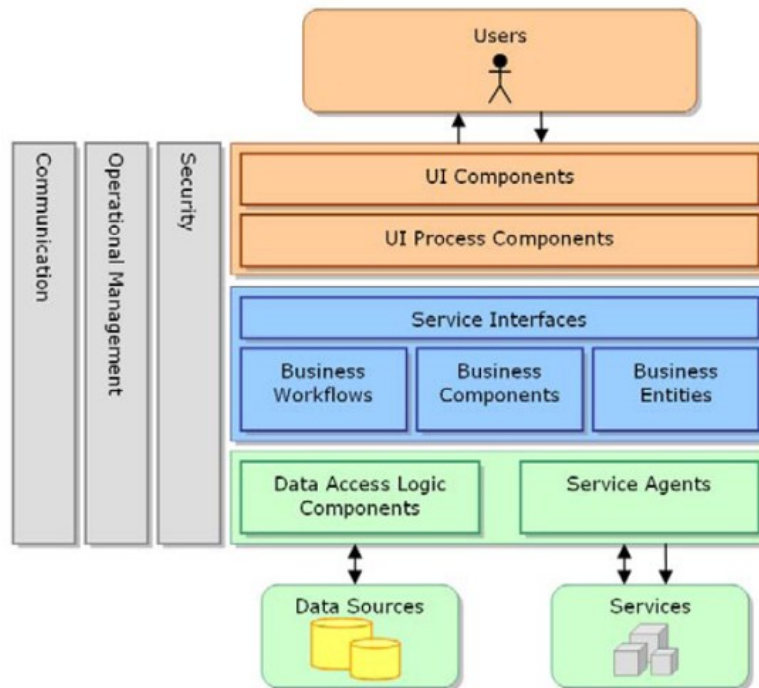 Users
Communication
Operational Management
Security
UI Components
UI Process Components
Service Interfaces
Business
Workflows
Business
Components
Business
Entities
Data Access Logic
Components
Service Agents
Data Sources
Services